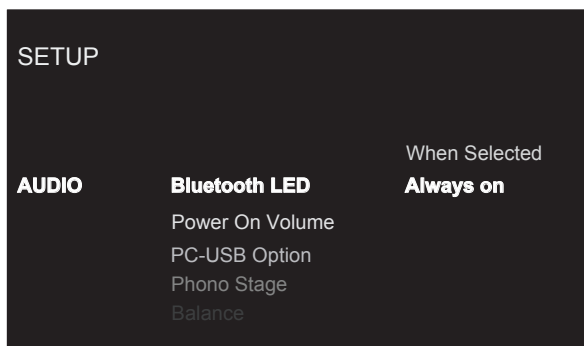 SETUP
When Selected
AUDIO Bluetooth LED Always on
Power On Volume
PC-USB Option
Phono Stage
Balance